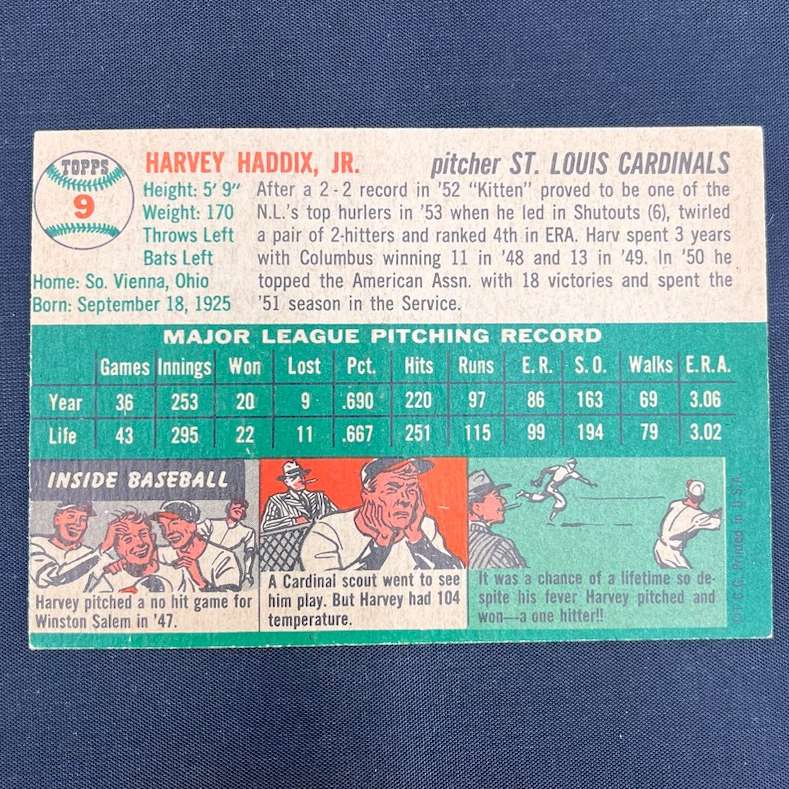 TOPPS
9
HARVEY HADDIX, JR.
pitcher ST. LOUIS CARDINALS
Height: 5' 9"
Weight: 170
Throws Left
Bats Left
Home: So. Vienna, Ohio
Born: September 18, 1925
After a 2-2 record in '52 "Kitten" proved to be one of the
N.L.'s top hurlers in '53 when he led in Shutouts (6), twirled
a pair of 2-hitters and ranked 4th in ERA. Harv spent 3 years
with Columbus winning 11 in '48 and 13 in '49. In '50 he
topped the American Assn. with 18 victories and spent the
'51 season in the Service.
MAJOR LEAGUE PITCHING RECORD
Games Innings Won Lost Pct. Hits Runs E. R. S. O. Walks E.R.A.
Year 36 253 20 9 .690 220 97 86 163 69 3.06
Life 43 295 22 11 .667 251 115 99 194 79 3.02
INSIDE BASEBALL
Harvey pitched a no hit game for
Winston Salem in '47.
A Cardinal scout went to see
him play. But Harvey had 104
temperature.
It was a chance of a lifetime so de-
spite his fever Harvey pitched and
won—a one hitter!!
T.C.G. Printed in U.S.A.